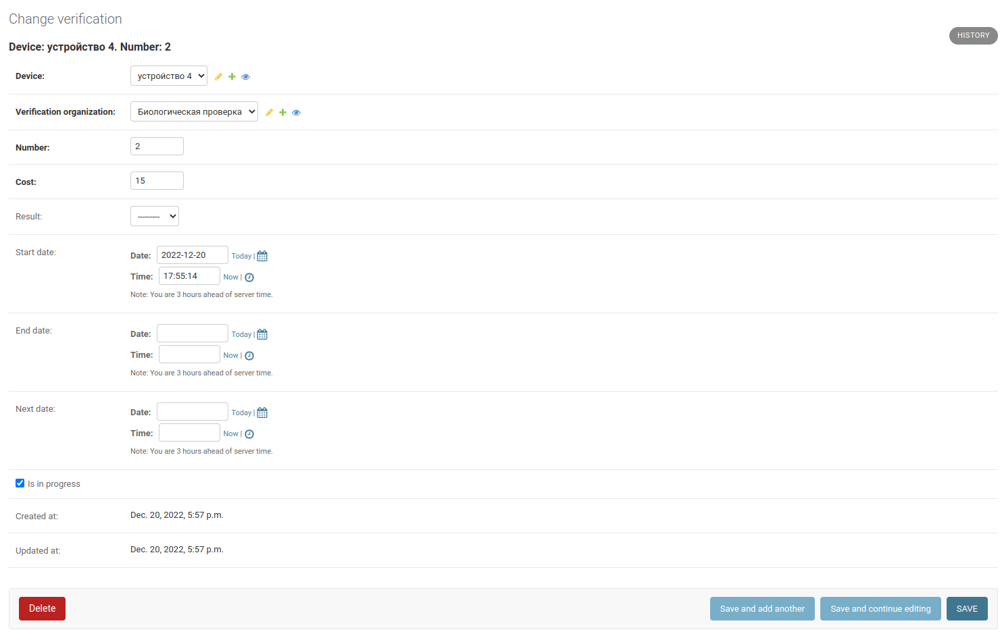 Change verification
HISTORY
Device: устройство 4. Number: 2
Device: устройство 4
Verification organization: Биологическая проверка
Number: 2
Cost: 15
Result: ---------
Start date:
Date: 2022-12-20 Today |
Time: 17:55:14 Now |
Note: You are 3 hours ahead of server time.
End date:
Date: Today |
Time: Now |
Note: You are 3 hours ahead of server time.
Next date:
Date: Today |
Time: Now |
Note: You are 3 hours ahead of server time.
Is in progress
Created at: Dec. 20, 2022, 5:57 p.m.
Updated at: Dec. 20, 2022, 5:57 p.m.
Delete Save and add another Save and continue editing SAVE